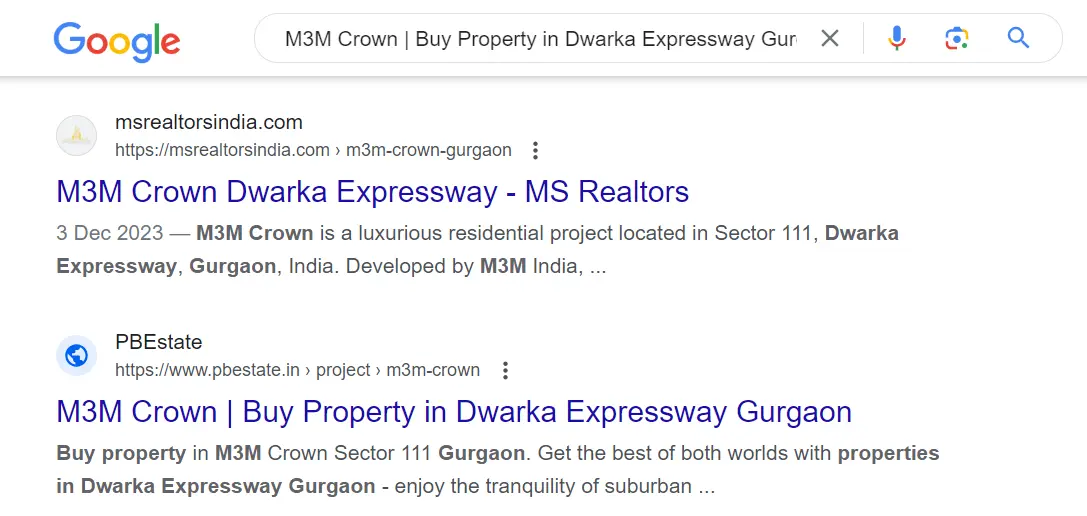 Google
M3M Crown | Buy Property in Dwarka Expressway Gur
msrealtorsindia.com
https://msrealtorsindia.com › m3m-crown-gurgaon
M3M Crown Dwarka Expressway - MS Realtors
3 Dec 2023 — M3M Crown is a luxurious residential project located in Sector 111, Dwarka
Expressway, Gurgaon, India. Developed by M3M India, ...
PBEstate
https://www.pbestate.in › project › m3m-crown
M3M Crown | Buy Property in Dwarka Expressway Gurgaon
Buy property in M3M Crown Sector 111 Gurgaon. Get the best of both worlds with properties
in Dwarka Expressway Gurgaon - enjoy the tranquility of suburban ...